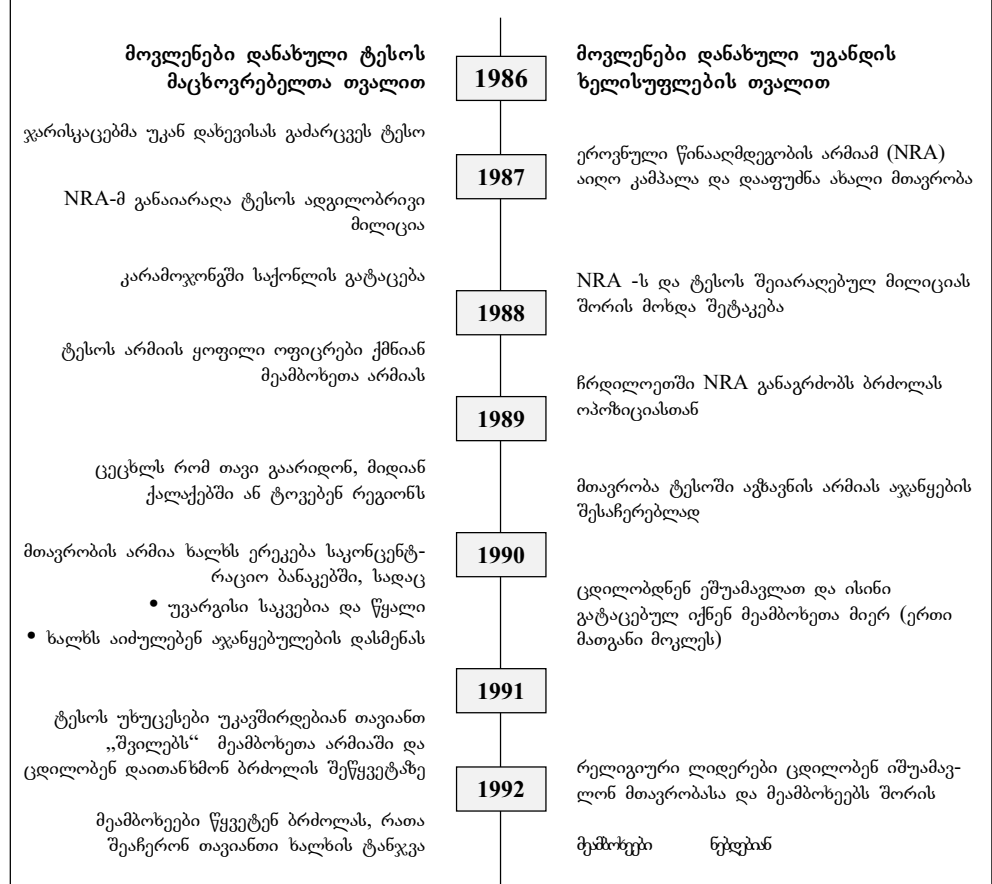 მოვლენები დანახული ტესოს
მაცხოვრებელთა თვალით
ჯარისკაცებმა უკან დახევისას გაძარცვეს ტესო
NRA-მ განაიარაღა ტესოს ადგილობრივი
მილიცია
კარამოჯონგში საქონლის გატაცება
ტესოს არმიის ყოფილი ოფიცრები ქმნიან
მეამბოხეთა არმიას
ცეცხლს რომ თავი გაარიდონ, მიდიან
ქალაქებში ან ტოვებენ რეგიონს
მთავრობის არმია ხალხს ერეკება საკონცენტ-
რაციო ბანაკებში, სადაც
• უვარგისი საკვებია და წყალი
• ხალხს აიძულებენ აჯანყებულების დასმენას
ტესოს უხუცესები უკავშირდებიან თავიანთ
„შვილებს“ მეამბოხეთა არმიაში და
ცდილობენ დაითანხმონ ბრძოლის შეწყვეტაზე
მეამბოხეები წყვეტენ ბრძოლას, რათა
შეაჩერონ თავიანთი ხალხის ტანჯვა
1986
1987
1988
1989
1990
1991
1992
მოვლენები დანახული უგანდის
ხელისუფლების თვალით
ეროვნული წინააღმდეგობის არმიამ (NRA)
აიღო კამპალა და დააფუძნა ახალი მთავრობა
NRA -ს და ტესოს შეიარაღებულ მილიციას
შორის მოხდა შეტაკება
ჩრდილოეთში NRA განაგრძობს ბრძოლას
ოპოზიციასთან
მთავრობა ტესოში აგზავნის არმიას აჯანყების
შესაჩერებლად
ცდილობდნენ ეშუამავლათ და ისინი
გატაცებულ იქნენ მეამბოხეთა მიერ (ერთი
მათგანი მოკლეს)
რელიგიური ლიდერები ცდილობენ იშუამავ-
ლონ მთავრობასა და მეამბოხეებს შორის
მეამბოხეები ნებდებიან